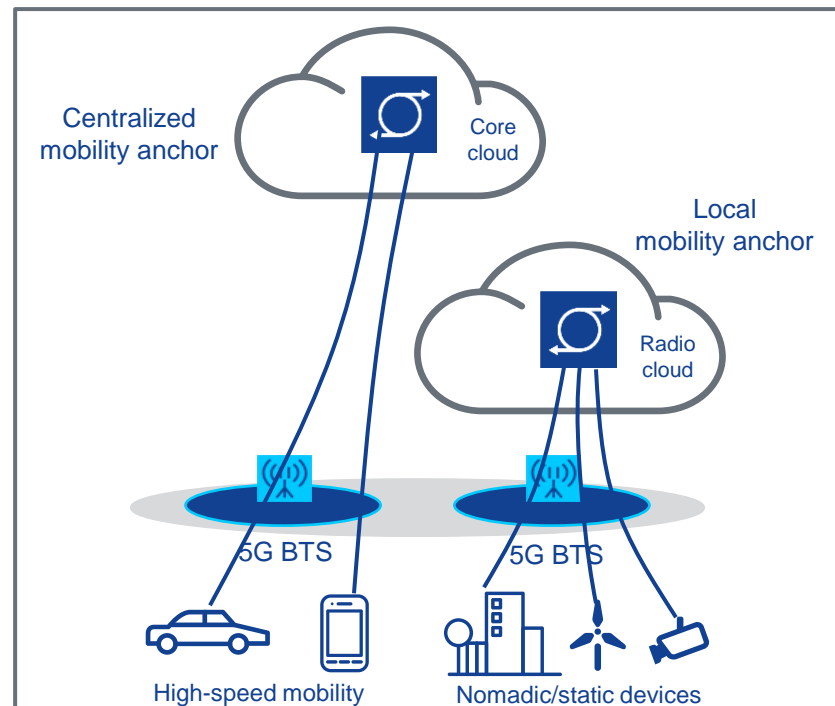 Centralized
mobility anchor
Core
cloud
Local
mobility anchor
Radio
cloud
5G BTS
5G BTS
High-speed mobility
Nomadic/static devices